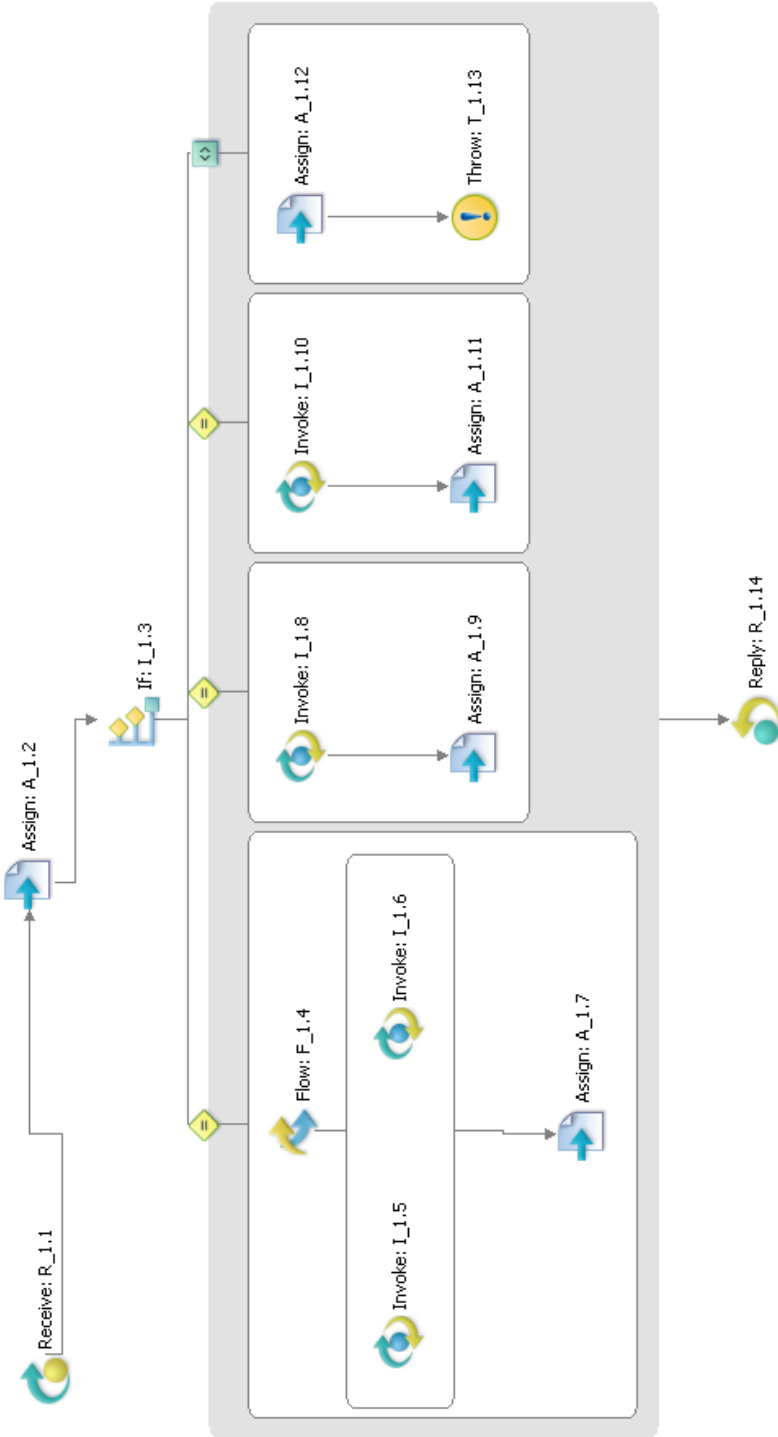 Receive: R_1.1
Assign: A_1.2
If: I_1.3
=
Flow: F_1.4
Invoke: I_1.5
Invoke: I_1.6
Assign: A_1.7
=
Invoke: I_1.8
Assign: A_1.9
=
Invoke: I_1.10
Assign: A_1.11
<>
Assign: A_1.12
Throw: T_1.13
!
Reply: R_1.14